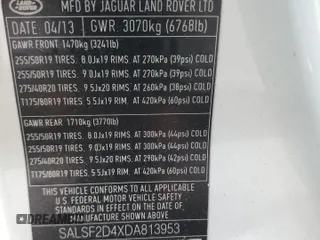 LAND ROVER
MFD BY JAGUAR LAND ROVER LTD
DATE: 04/13 GWR: 3070kg (6768lb)
GAWR FRONT 1470kg (3241lb)
255/50R19 TIRES. 8.0Jx19 RIMS.AT 270kPa (39psi) COLD
255/50R19 TIRES. 9.0Jx19 RIMS.AT 270kPa (39psi) COLD
275/40R20 TIRES. 9.5Jx20 RIMS.AT 260kPa (38psi) COLD
T175/80R19 TIRES 5.5Jx19 RIM. AT 420kPa (60psi) COLD
GAWR REAR 1710kg (3770lb)
255/50R19 TIRES. 8.0Jx19 RIMS.AT 300kPa (44psi) COLD
255/50R19 TIRES. 9.0Jx19 RIMS.AT 300kPa (44psi) COLD
275/40R20 TIRES. 9.5Jx20 RIMS.AT 290kPa (42psi) COLD
T175/80R19 TIRES 5.5Jx19 RIM. AT 420kPa (60psi) COLD
THIS VEHICLE CONFORMS TO ALL APPLICABLE
U.S. FEDERAL MOTOR VEHICLE SAFETY
STANDARDS IN EFFECT ON THE DATE OF
MANUFACTURE SHOWN ABOVE
SALSF2D4XDA813953